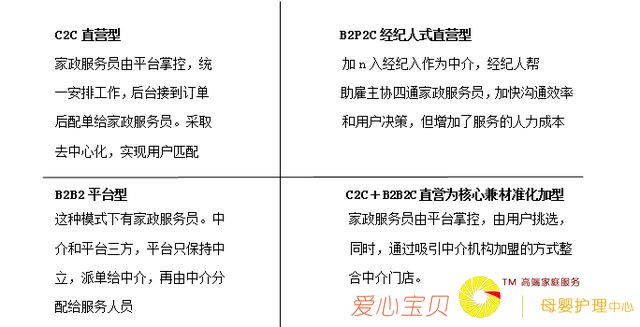 C2C 直营型
家政服务员由平台掌控，统
一安排工作，后台接到订单
后配单给家政服务员。采取
去中心化，实现用户匹配
B2P2C 经纪人式直营型
加 n 入经纪入作为中介，经纪人帮
助雇主协四通家政服务员，加快沟通效率
和用户决策，但增加了服务的人力成本
B2B2 平台型
这种模式下有家政服务员。中
介和平台三方，平台只保持中
立，派单给中介，再由中介分
配给服务人员
C2C＋B2B2C 直営为核心兼材准化加型
家政服务员由平台掌控，由用户挑选，
同时，通过吸引中介机构加盟的方式整
合中介门店。
爱心宝贝
TM 高端家庭服务
母婴护理中心